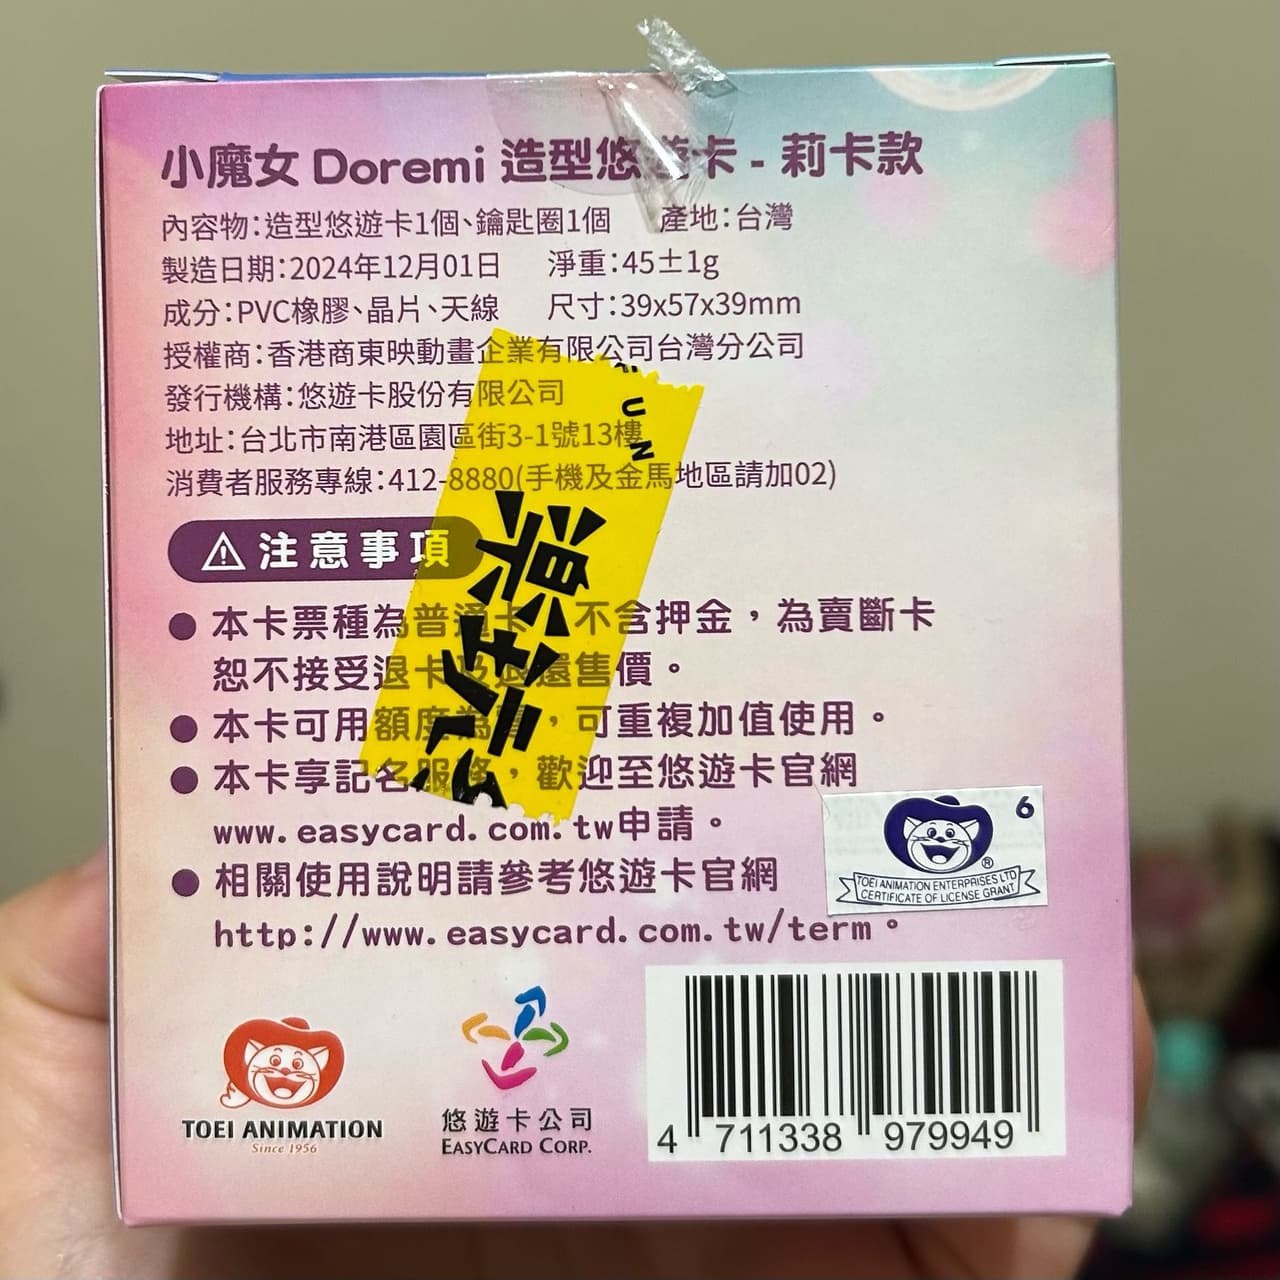 小魔女 Doremi 造型悠遊卡 - 莉卡款
內容物：造型悠遊卡1個、鑰匙圈1個 產地：台灣
製造日期：2024年12月01日 淨重：45±1g
成分：PVC橡膠、晶片、天線 尺寸：39x57x39mm
授權商：香港商東映動畫企業有限公司台灣分公司
發行機構：悠遊卡股份有限公司
地址：台北市南港區園區街3-1號13樓
消費者服務專線：412-8880(手機及金馬地區請加02)
UN
樂玩
⚠注意事項
● 本卡票種為普通卡，不含押金，為賣斷卡
恕不接受退卡及退還售價。
● 本卡可用額度為零，可重複加值使用。
● 本卡享記名服務，歡迎至悠遊卡官網
www.easycard.com.tw申請。
● 相關使用說明請參考悠遊卡官網
http://www.easycard.com.tw/term。
6
®
TOEI ANIMATION ENTERPRISES LTD
CERTIFICATE OF LICENSE GRANT
TOEI ANIMATION
Since 1956
悠遊卡公司
EASYCARD CORP.
4 711338 979949